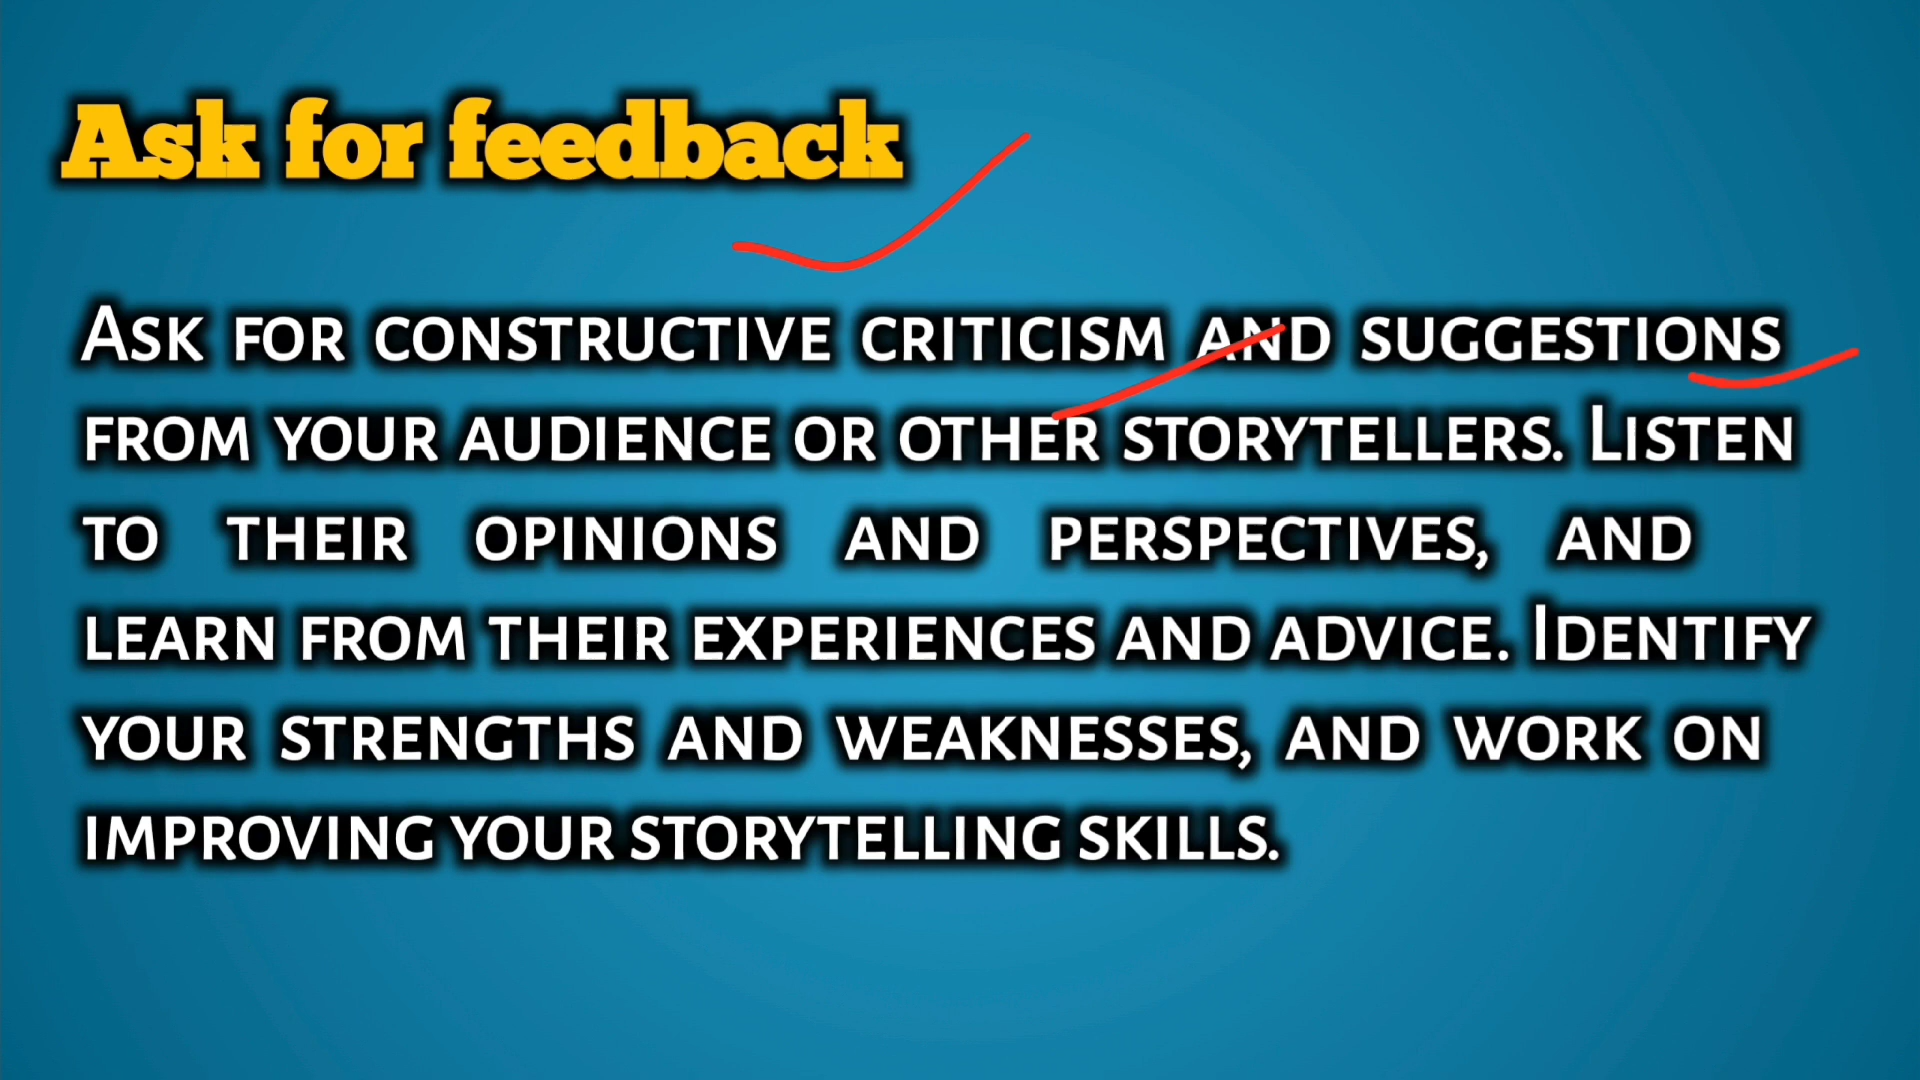 Ask for feedback
Ask for constructive criticism and suggestions
from your audience or other storytellers. Listen
to their opinions and perspectives, and
learn from their experiences and advice. Identify
your strengths and weaknesses, and work on
improving your storytelling skills.